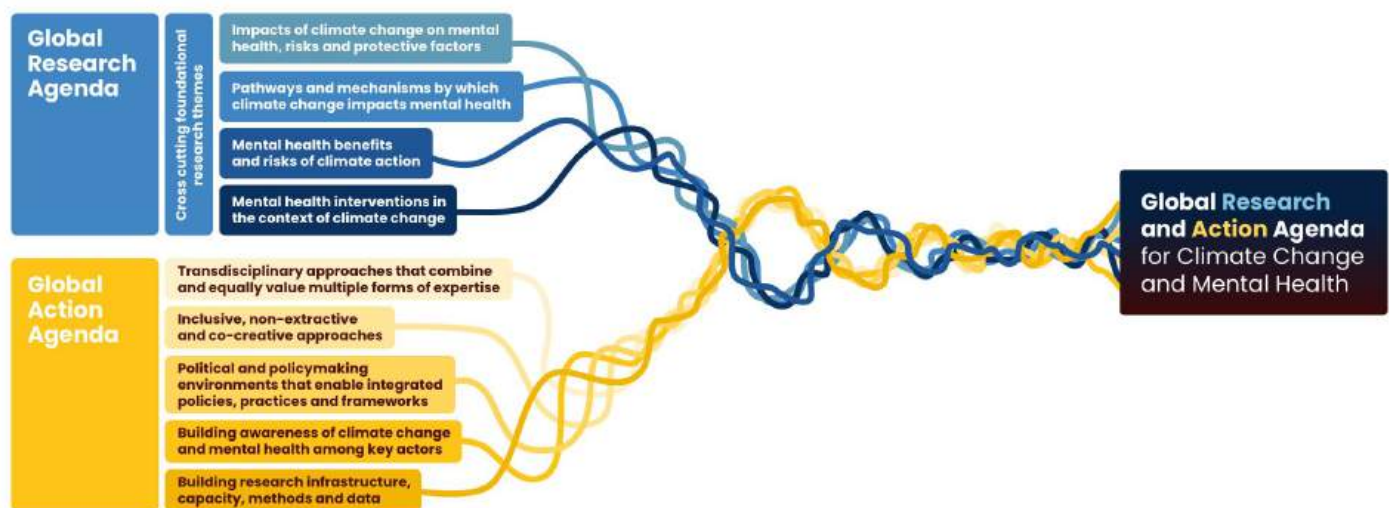 Global
Research
Agenda
Cross cutting foundational
research themes
Impacts of climate change on mental
health, risks and protective factors
Pathways and mechanisms by which
climate change impacts mental health
Mental health benefits
and risks of climate action
Mental health interventions in
the context of climate change
Global
Action
Agenda
Transdisciplinary approaches that combine
and equally value multiple forms of expertise
Inclusive, non-extractive
and co-creative approaches
Political and policymaking
environments that enable integrated
policies, practices and frameworks
Building awareness of climate change
and mental health among key actors
Building research infrastructure,
capacity, methods and data
Global Research
and Action Agenda
for Climate Change
and Mental Health